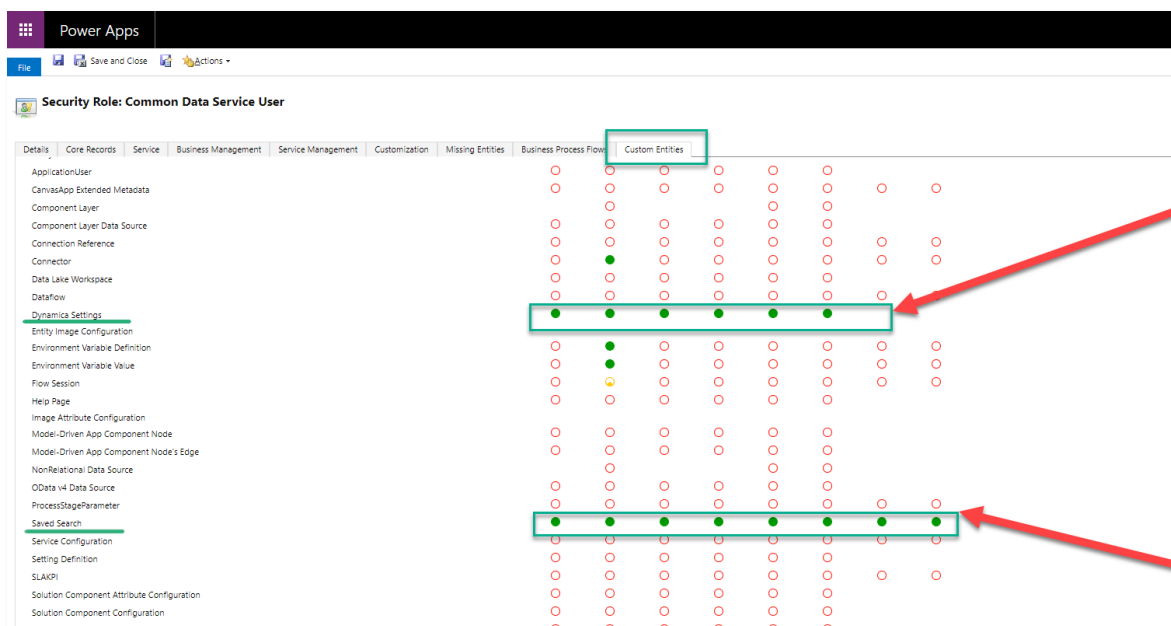 Power Apps
File Save and Close Actions
Security Role: Common Data Service User
Details Core Records Service Business Management Service Management Customization Missing Entities Business Process Flows Custom Entities
ApplicationUser
CanvasApp Extended Metadata
Component Layer
Component Layer Data Source
Connection Reference
Connector
Data Lake Workspace
Dataflow
Dynamica Settings
Entity Image Configuration
Environment Variable Definition
Environment Variable Value
Flow Session
Help Page
Image Attribute Configuration
Model-Driven App Component Node
Model-Driven App Component Node's Edge
NonRelational Data Source
OData v4 Data Source
ProcessStageParameter
Saved Search
Service Configuration
Setting Definition
SLAKPI
Solution Component Attribute Configuration
Solution Component Configuration